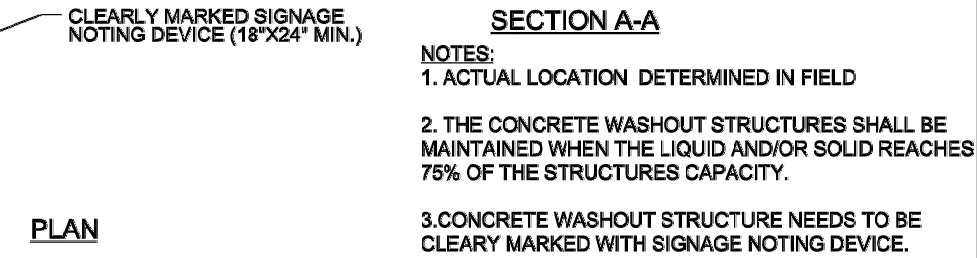 CLEARLY MARKED SIGNAGE
NOTING DEVICE (18"X24" MIN.)
PLAN
SECTION A-A
NOTES:
1. ACTUAL LOCATION DETERMINED IN FIELD
2. THE CONCRETE WASHOUT STRUCTURES SHALL BE
MAINTAINED WHEN THE LIQUID AND/OR SOLID REACHES
75% OF THE STRUCTURES CAPACITY.
3.CONCRETE WASHOUT STRUCTURE NEEDS TO BE
CLEARY MARKED WITH SIGNAGE NOTING DEVICE.